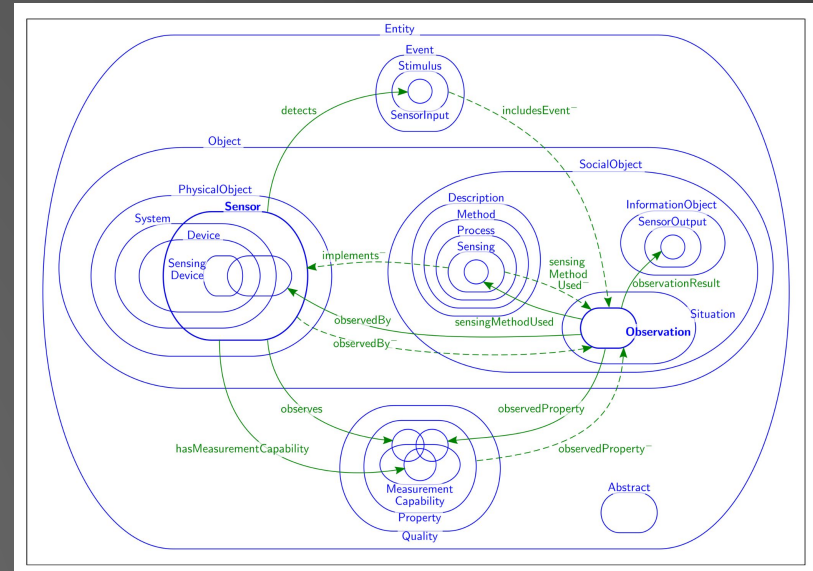 Entity
Event
Stimulus
SensorInput
detects
includesEvent⁻
Object
SocialObject
PhysicalObject
Sensor
System
Device
Sensing
Device
Description
Method
Process
Sensing
InformationObject
SensorOutput
implements⁻
sensing
Method
Used⁻
observationResult
sensingMethodUsed
observedBy
observedBy⁻
Situation
Observation
observes
observedProperty
hasMeasurementCapability
observedProperty⁻
Measurement
Capability
Property
Quality
Abstract